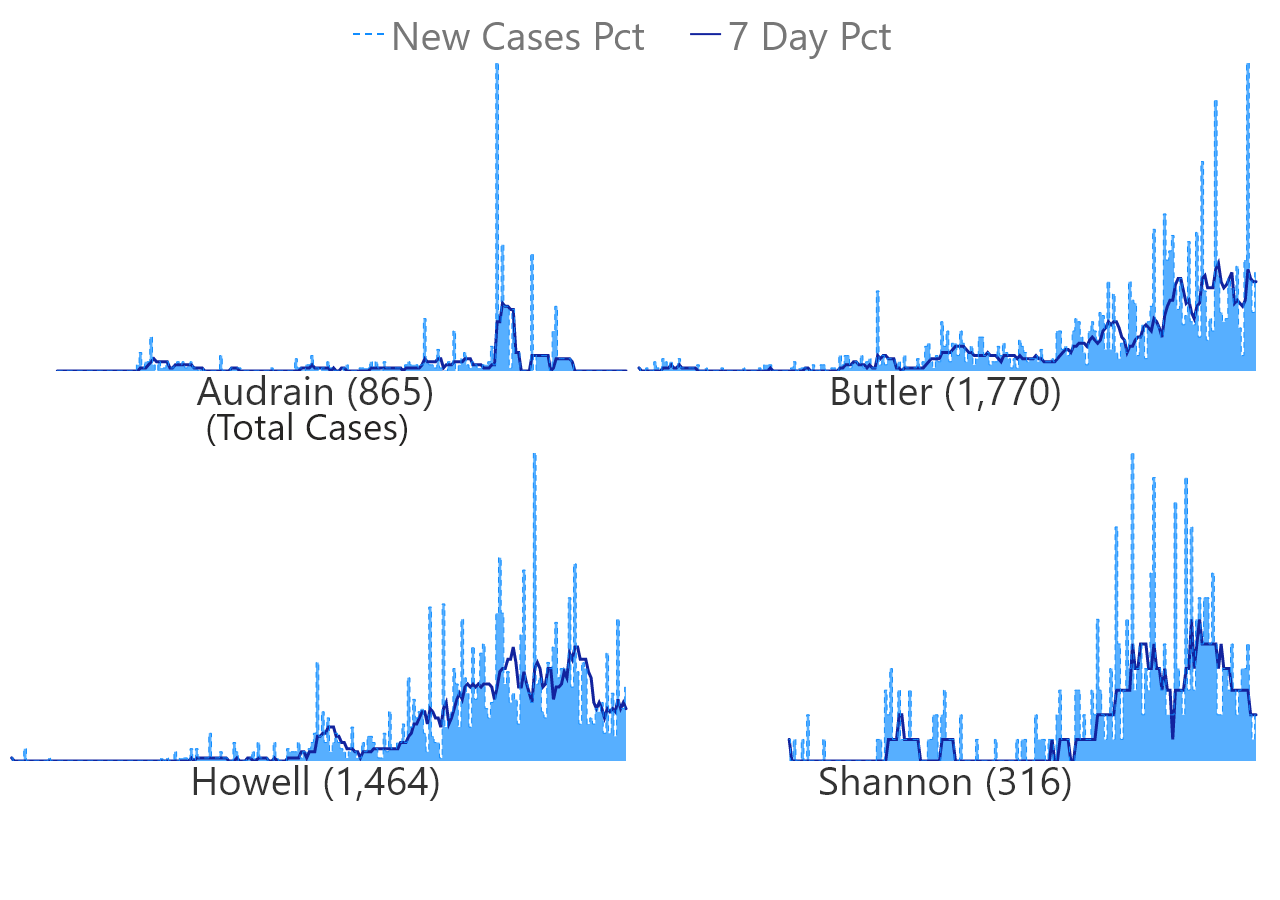 New Cases Pct 7 Day Pct
Audrain (865) Butler (1,770)
(Total Cases)
Howell (1,464) Shannon (316)